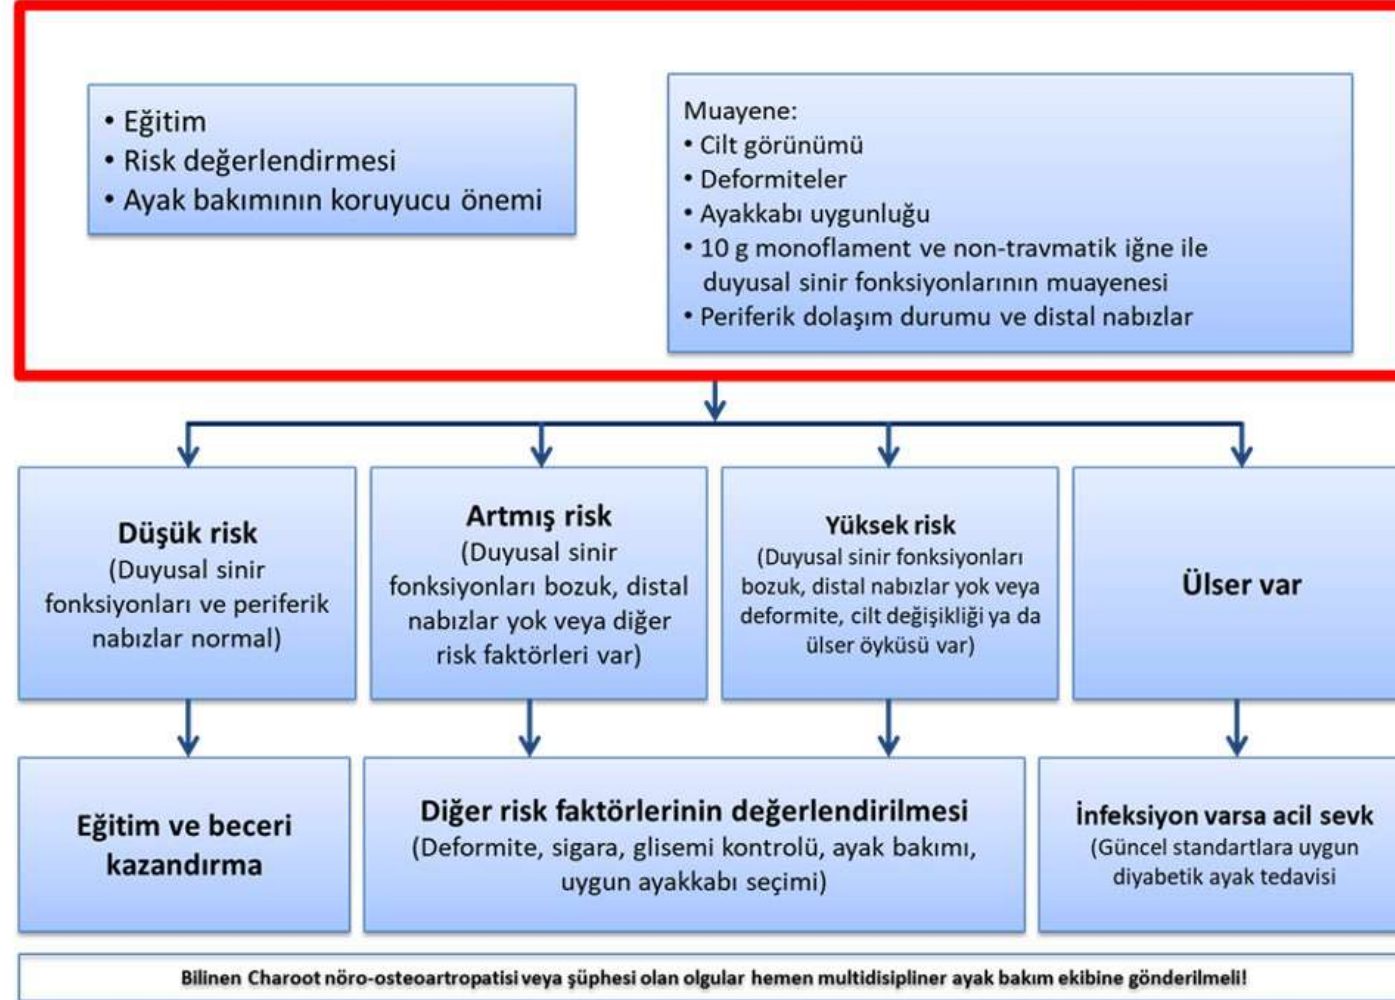 • Eğitim
• Risk değerlendirmesi
• Ayak bakımının koruyucu önemi
Muayene:
• Cilt görünümü
• Deformiteler
• Ayakkabı uygunluğu
• 10 g monoflament ve non-travmatik iğne ile
duyusal sinir fonksiyonlarının muayenesi
• Periferik dolaşım durumu ve distal nabızlar
Düşük risk
(Duyusal sinir
fonksiyonları ve periferik
nabızlar normal)
Artmış risk
(Duyusal sinir
fonksiyonları bozuk, distal
nabızlar yok veya diğer
risk faktörleri var)
Yüksek risk
(Duyusal sinir fonksiyonları
bozuk, distal nabızlar yok veya
deformite, cilt değişikliği ya da
ülser öyküsü var)
Ülser var
Eğitim ve beceri
kazandırma
Diğer risk faktörlerinin değerlendirilmesi
(Deformite, sigara, glisemi kontrolü, ayak bakımı,
uygun ayakkabı seçimi)
İnfeksiyon varsa acil sevk
(Güncel standartlara uygun
diyabetik ayak tedavisi
Bilinen Charoot nöro-osteoartropatisi veya şüphesi olan olgular hemen multidisipliner ayak bakım ekibine gönderilmeli!